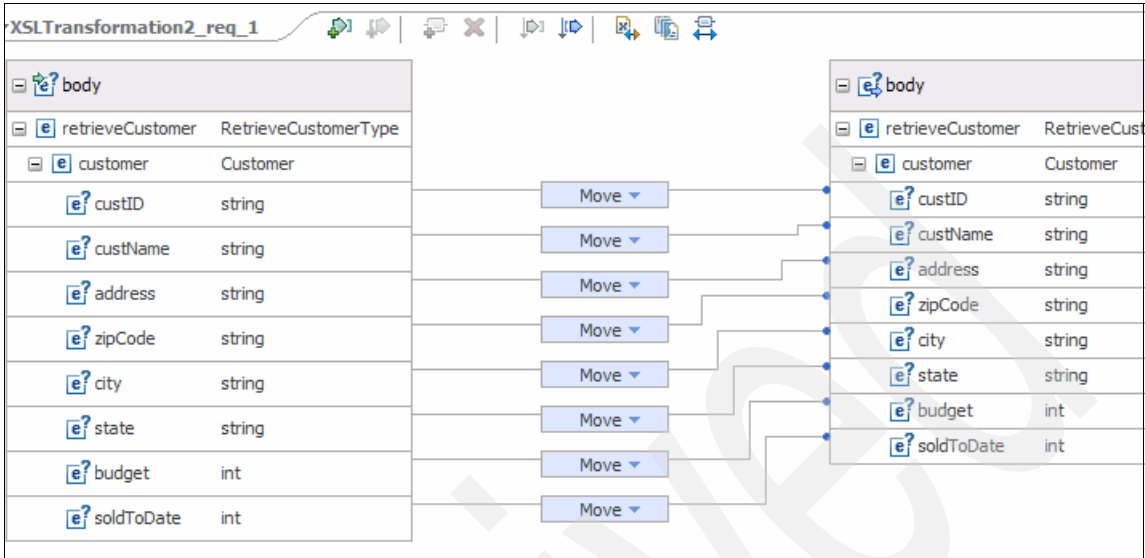 XSLTransformation2_req_1
body
retrieveCustomer RetrieveCustomerType
customer Customer
custID string
custName string
address string
zipCode string
city string
state string
budget int
soldToDate int
Move
Move
Move
Move
Move
Move
Move
Move
body
retrieveCustomer RetrieveCust
customer Customer
custID string
custName string
address string
zipCode string
city string
state string
budget int
soldToDate int